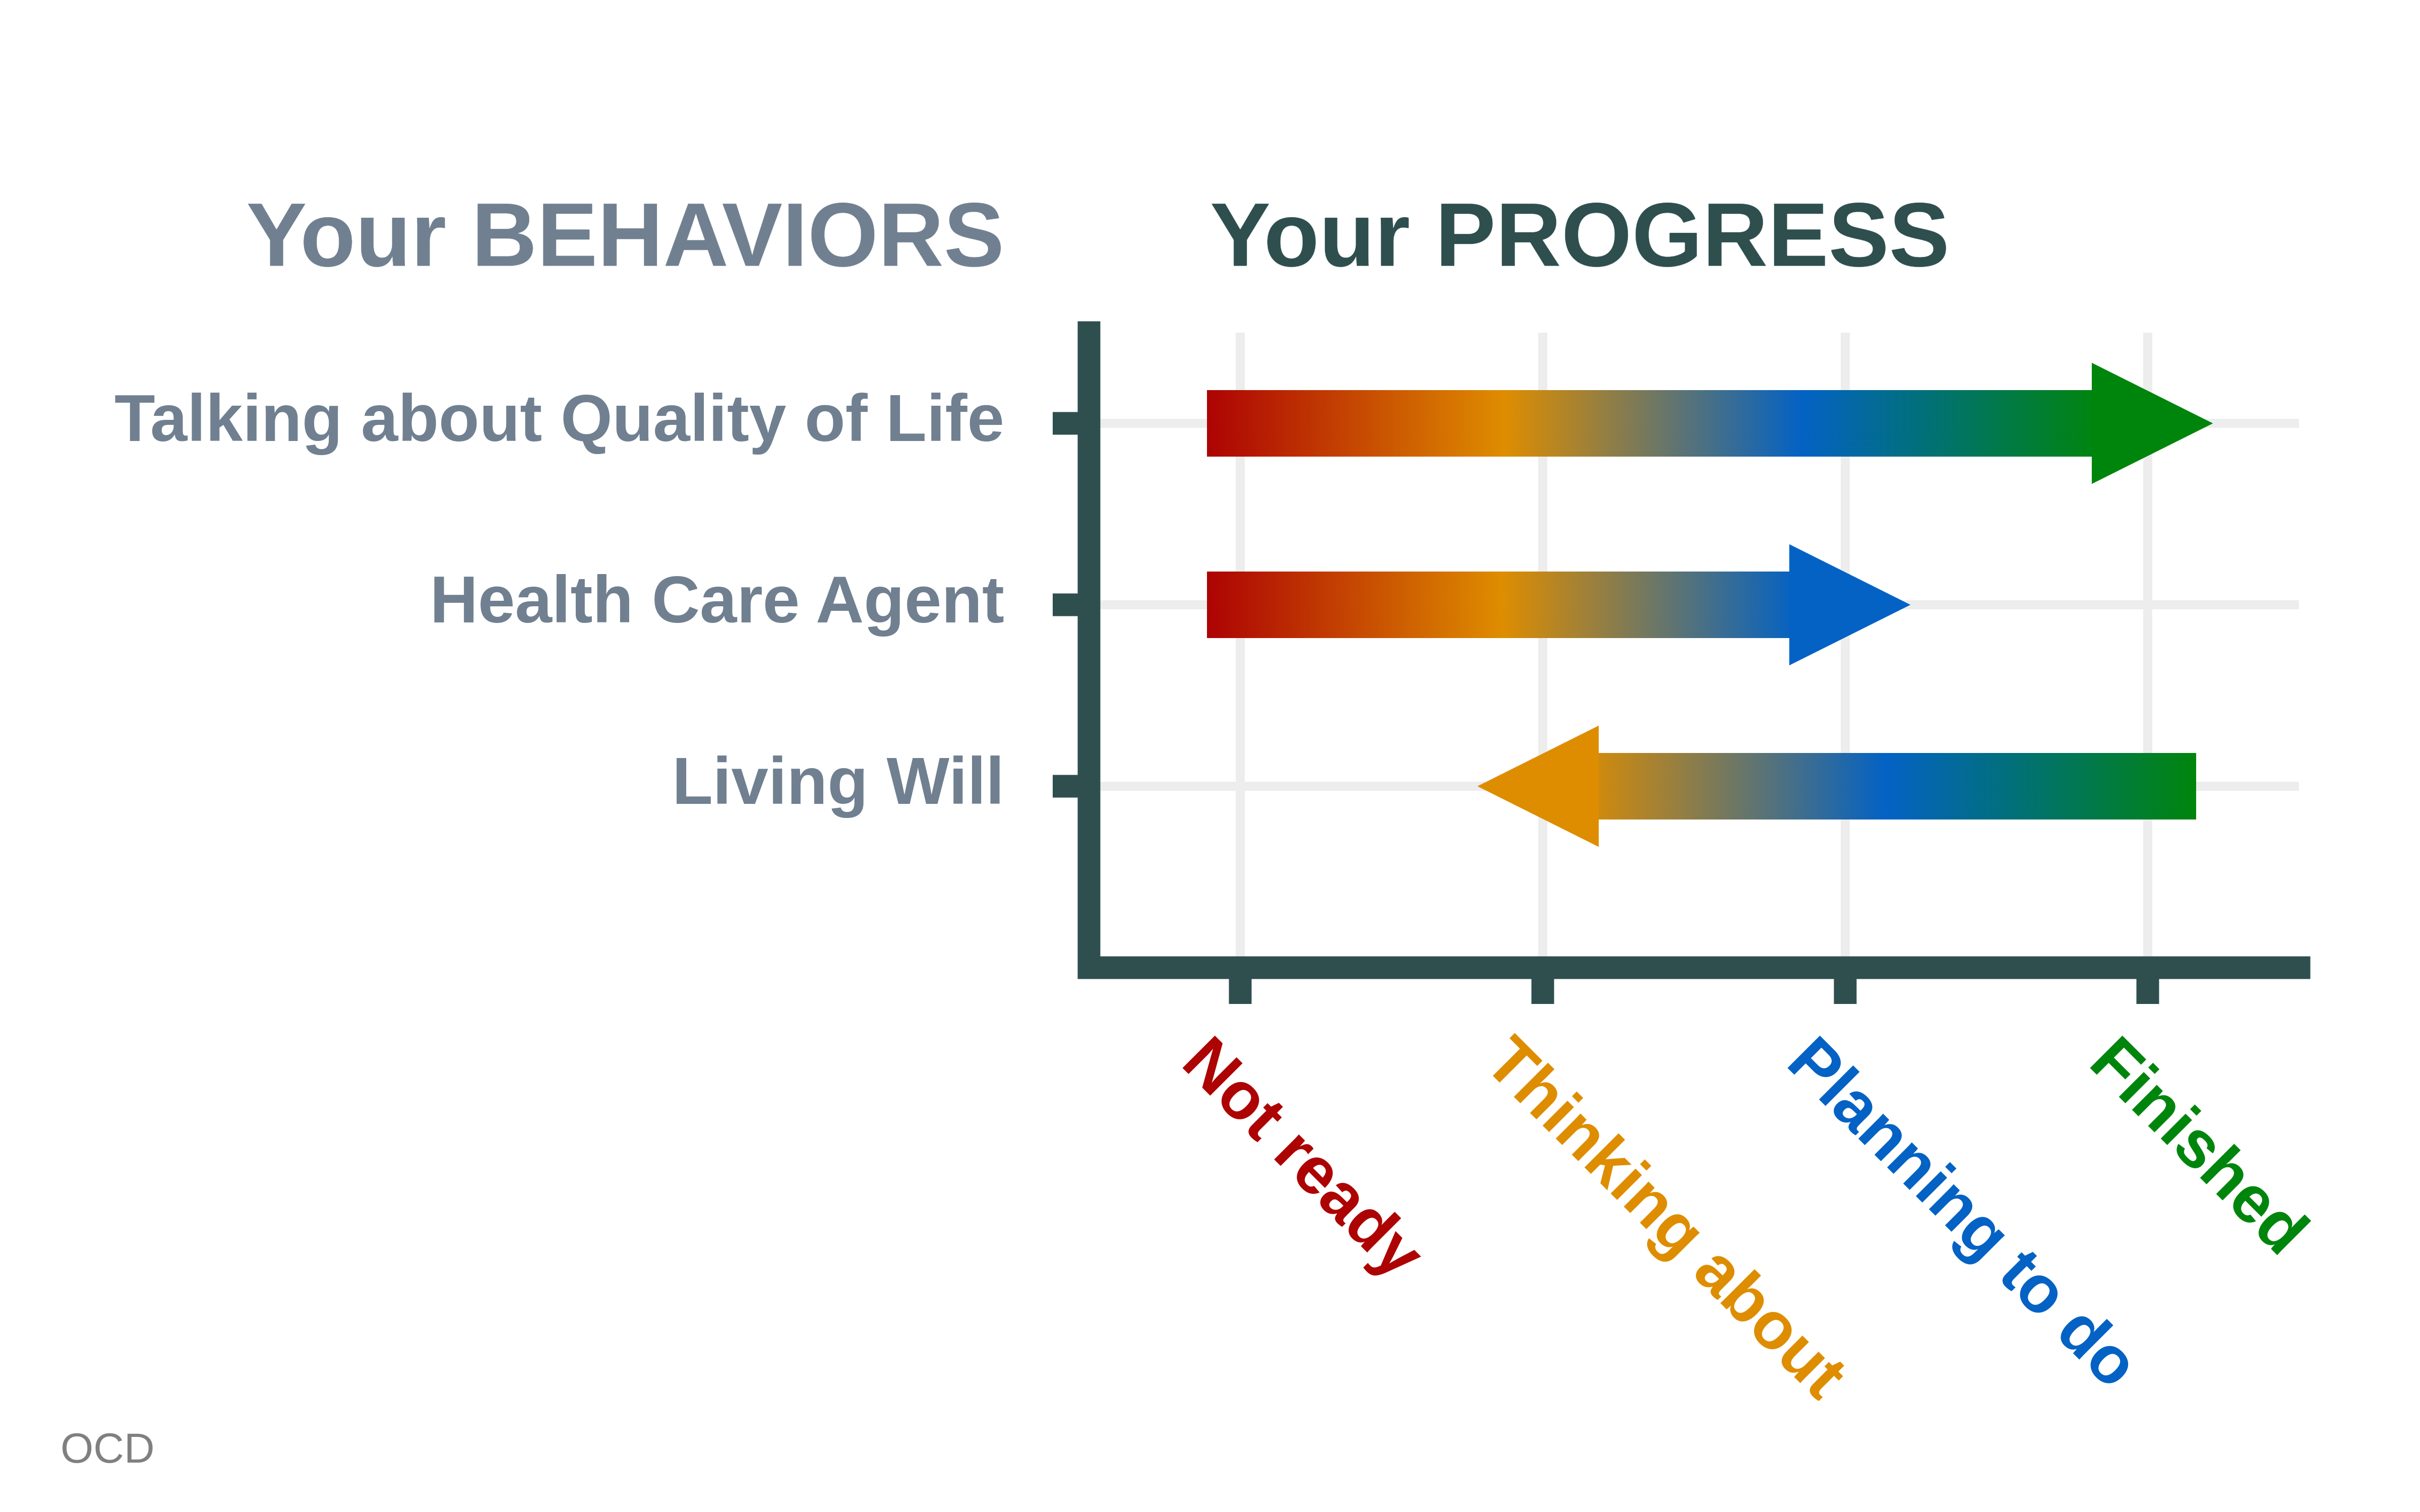 Your BEHAVIORS
Your PROGRESS
Talking about Quality of Life
Health Care Agent
Living Will
Not ready
Thinking about
Planning to do
Finished
OCD